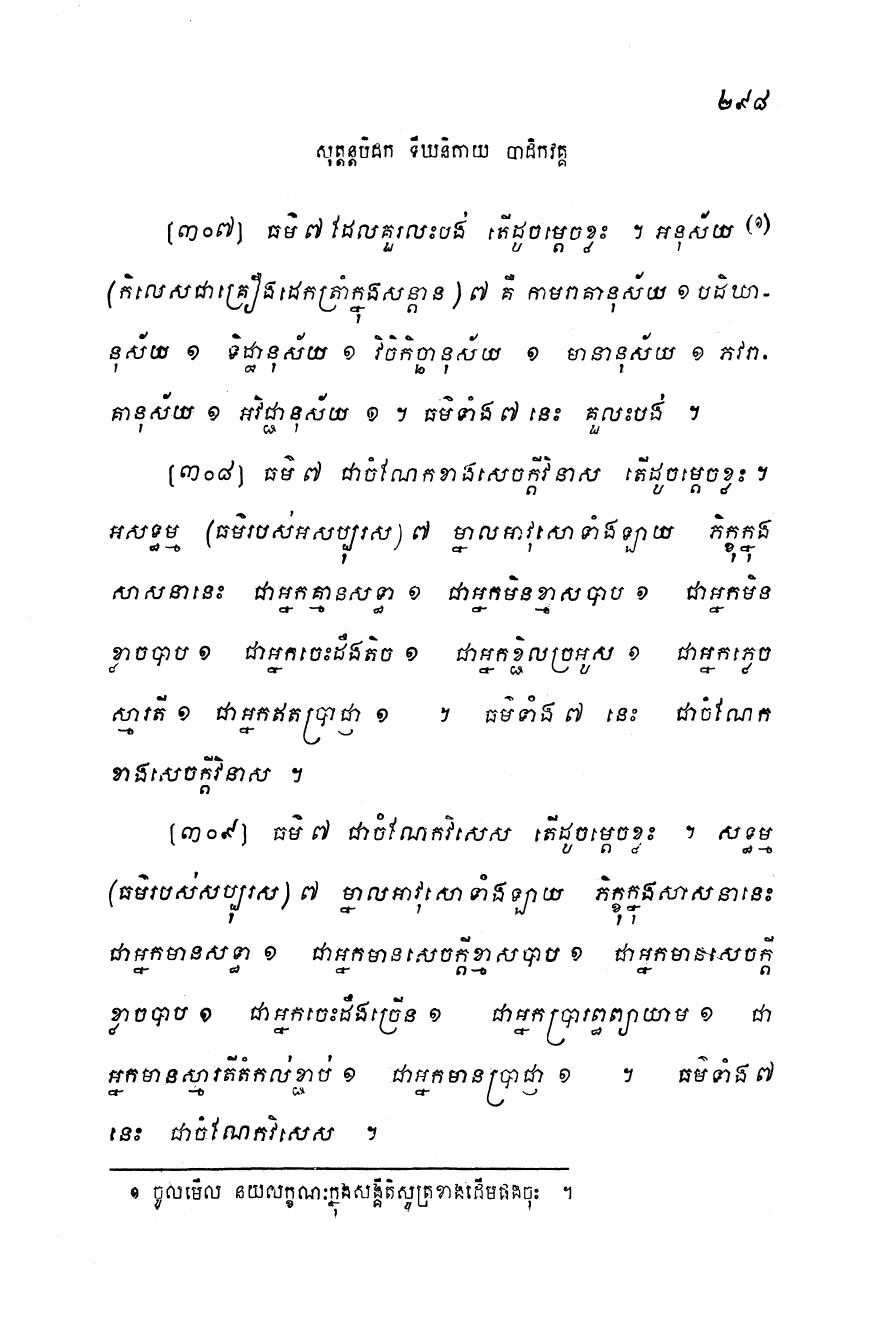 ២៩៨
សុត្តន្តបិដក ទីឃនិកាយ បាដិកវគ្គ
[៣០៧] ធម៌ ៧ ដែលគួរលះបង់ តើដូចម្តេចខ្លះ ។ អនុស័យ (១)
(កិលេសជាគ្រឿងដេកត្រាំក្នុងសន្តាន) ៧ គឺ កាមរាគានុស័យ ១ បដិឃា-
នុស័យ ១ ទិដ្ឋានុស័យ ១ វិចិកិច្ឆានុស័យ ១ មានានុស័យ ១ ភវរា-
គានុស័យ ១ អវិជ្ជានុស័យ ១ ។ ធម៌ទាំង ៧ នេះ គួលះបង់ ។
[៣០៨] ធម៌ ៧ ជាចំណែកខាងសេចក្តីវិនាស តើដូចម្តេចខ្លះ ។
អសទ្ធម្ម (ធម៌របស់អសប្បុរស) ៧ ម្នាលអាវុសោទាំងឡាយ ភិក្ខុក្នុង
សាសនានេះ ជាអ្នកគ្មានសទ្ធា ១ ជាអ្នកមិនខ្មាសបាប ១ ជាអ្នកមិន
ខ្លាចបាប ១ ជាអ្នកចេះដឹងតិច ១ ជាអ្នកខ្ជិលច្រអូស ១ ជាអ្នកភ្លេច
ស្មារតី ១ ជាអ្នកឥតប្រាជ្ញា ១ ។ ធម៌ទាំង ៧ នេះ ជាចំណែក
ខាងសេចក្តីវិនាស ។
[៣០៩] ធម៌ ៧ ជាចំណែកវិសេស តើដូចម្តេចខ្លះ ។ សទ្ធម្ម
(ធម៌របស់សប្បុរស) ៧ ម្នាលអាវុសោទាំងឡាយ ភិក្ខុក្នុងសាសនានេះ
ជាអ្នកមានសទ្ធា ១ ជាអ្នកមានសេចក្តីខ្មាសបាប ១ ជាអ្នកមានសេចក្តី
ខ្លាចបាប ១ ជាអ្នកចេះដឹងច្រើន ១ ជាអ្នកប្រារព្ធព្យាយាម ១ ជា
អ្នកមានស្មារតីតំកល់ខ្ជាប់ ១ ជាអ្នកមានប្រាជ្ញា ១ ។ ធម៌ទាំង ៧
នេះ ជាចំណែកវិសេស ។
១ ចូលមើល នយលក្ខណៈក្នុងសង្គីតិសូត្រខាងដើមផងចុះ ។